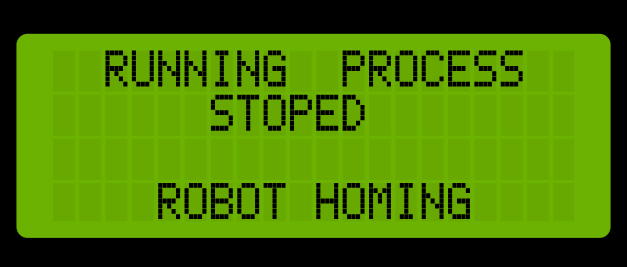 RUNNING  PROCESS
STOPED
ROBOT HOMING